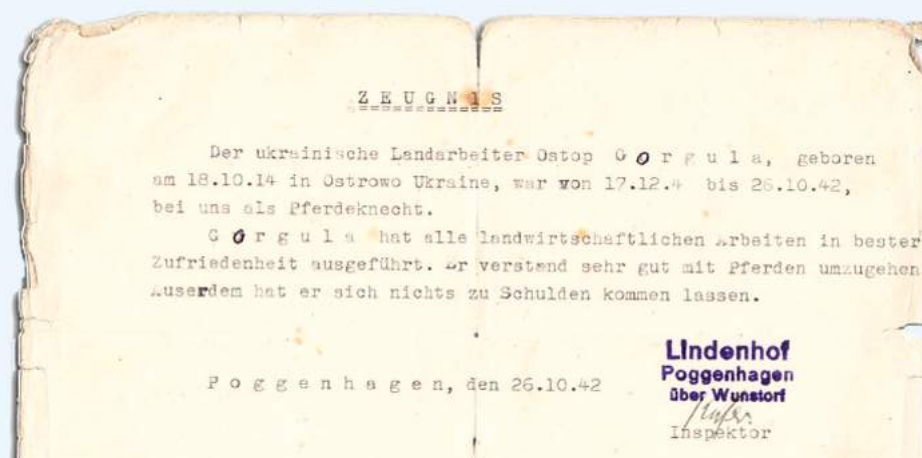 Z E U G N I S
Der ukrainische Landarbeiter Ostop G o r g u l a, geboren
am 18.10.14 in Ostrowo Ukraine, war von 17.12.4 bis 26.10.42,
bei uns als Pferdeknecht.
G o r g u l a hat alle landwirtschaftlichen Arbeiten in bester
Zufriedenheit ausgeführt. Er verstand sehr gut mit Pferden umzugehen
Auserdem hat er sich nichts zu Schulden kommen lassen.
P o g g e n h a g e n, den 26.10.42
Lindenhof
Poggenhagen
über Wunstorf
Inspektor